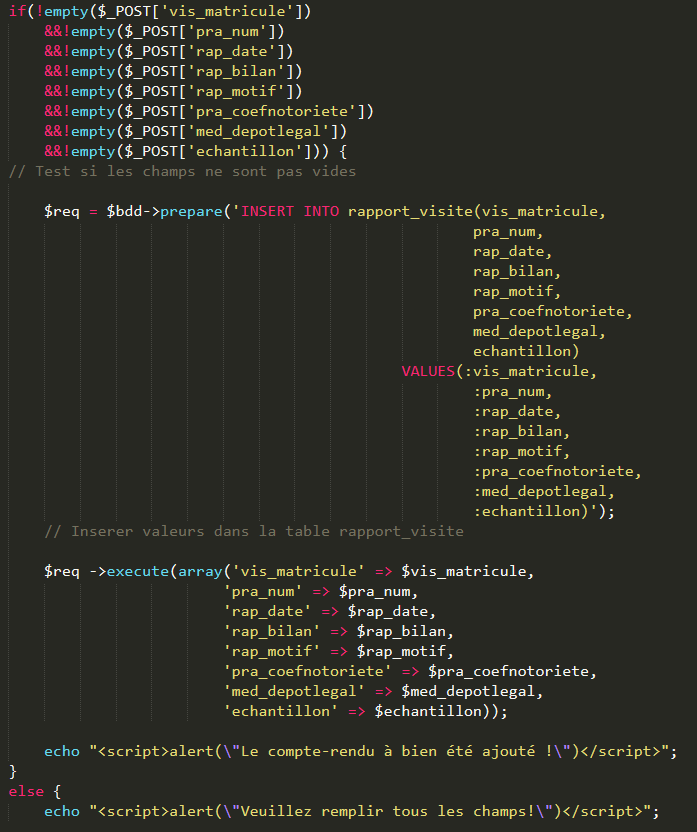 if(!empty($_POST['vis_matricule'])
&&!empty($_POST['pra_num'])
&&!empty($_POST['rap_date'])
&&!empty($_POST['rap_bilan'])
&&!empty($_POST['rap_motif'])
&&!empty($_POST['pra_coefnotoriete'])
&&!empty($_POST['med_depotlegal'])
&&!empty($_POST['echantillon'])) {
// Test si les champs ne sont pas vides
$req = $bdd->prepare('INSERT INTO rapport_visite(vis_matricule,
pra_num,
rap_date,
rap_bilan,
rap_motif,
pra_coefnotoriete,
med_depotlegal,
echantillon)
VALUES(:vis_matricule,
:pra_num,
:rap_date,
:rap_bilan,
:rap_motif,
:pra_coefnotoriete,
:med_depotlegal,
:echantillon)');
// Inserer valeurs dans la table rapport_visite
$req ->execute(array('vis_matricule' => $vis_matricule,
'pra_num' => $pra_num,
'rap_date' => $rap_date,
'rap_bilan' => $rap_bilan,
'rap_motif' => $rap_motif,
'pra_coefnotoriete' => $pra_coefnotoriete,
'med_depotlegal' => $med_depotlegal,
'echantillon' => $echantillon));
echo "<script>alert(\"Le compte-rendu à bien été ajouté !\")</script>";
}
else {
echo "<script>alert(\"Veuillez remplir tous les champs!\")</script>";